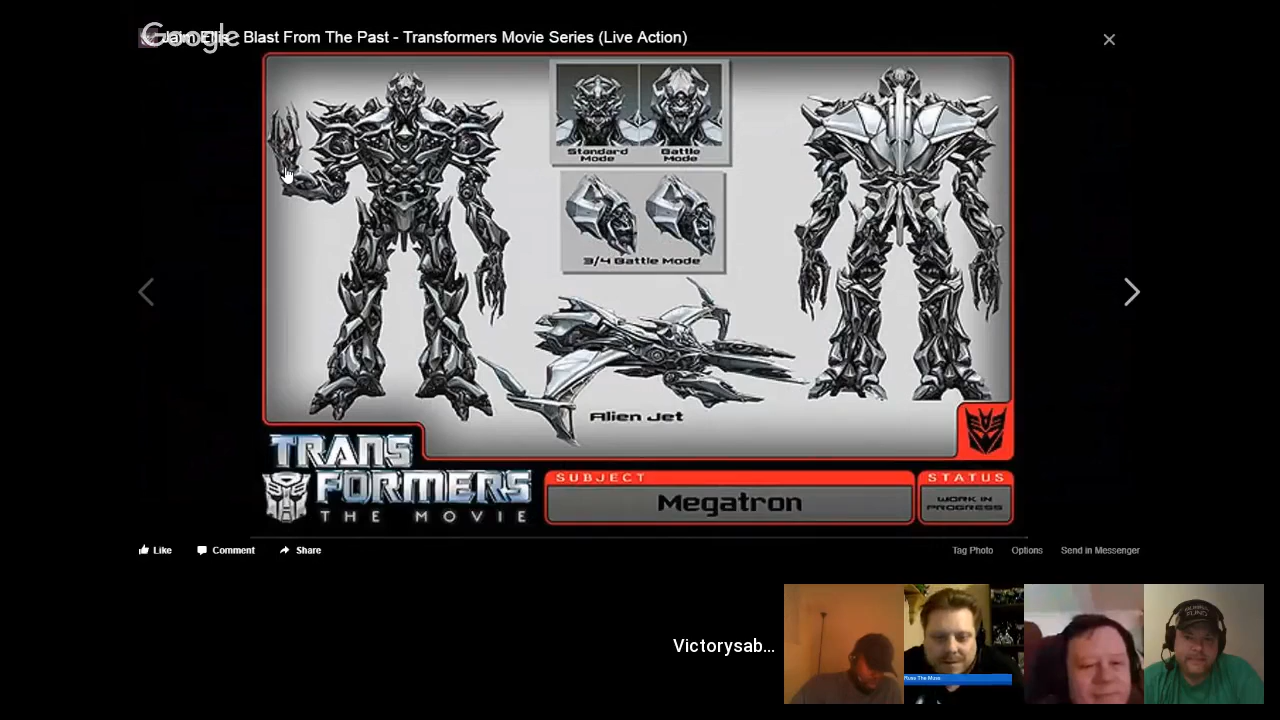 Google
Blast From The Past - Transformers Movie Series (Live Action)
Standard Mode
Battle Mode
3/4 Battle Mode
Alien Jet
TRANS
FORMERS
THE MOVIE
SUBJECT
Megatron
STATUS
WORK IN
PROGRESS
Like Comment Share
Tag Photo Options Send in Messenger
Victorysab...